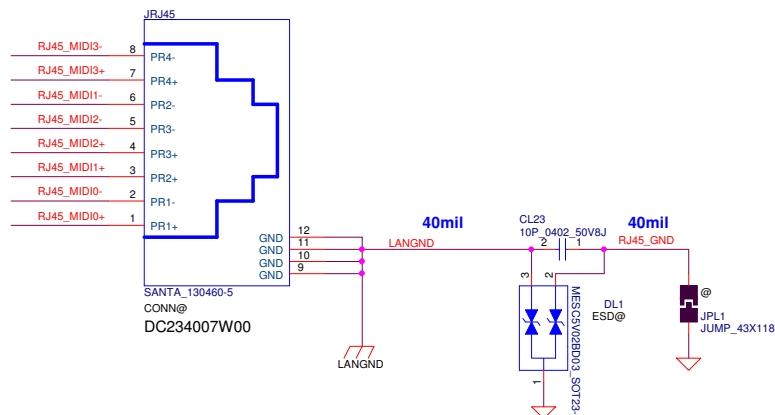 JRJ45
RJ45_MIDI3- 8 PR4-
RJ45_MIDI3+ 7 PR4+
RJ45_MIDI1- 6 PR2-
RJ45_MIDI2- 5 PR3-
RJ45_MIDI2+ 4 PR3+
RJ45_MIDI1+ 3 PR2+
RJ45_MIDI0- 2 PR1-
RJ45_MIDI0+ 1 PR1+
GND 12
GND 11
GND 10
GND 9
SANTA_130460-5
CONN@
DC234007W00
LANGND
40mil
LANGND
CL23
10P_0402_50V8J
2 1
40mil
RJ45_GND
3 2
1
MESC5V02BD03_SOT23-
DL1
ESD@
@
JPL1
JUMP_43X118